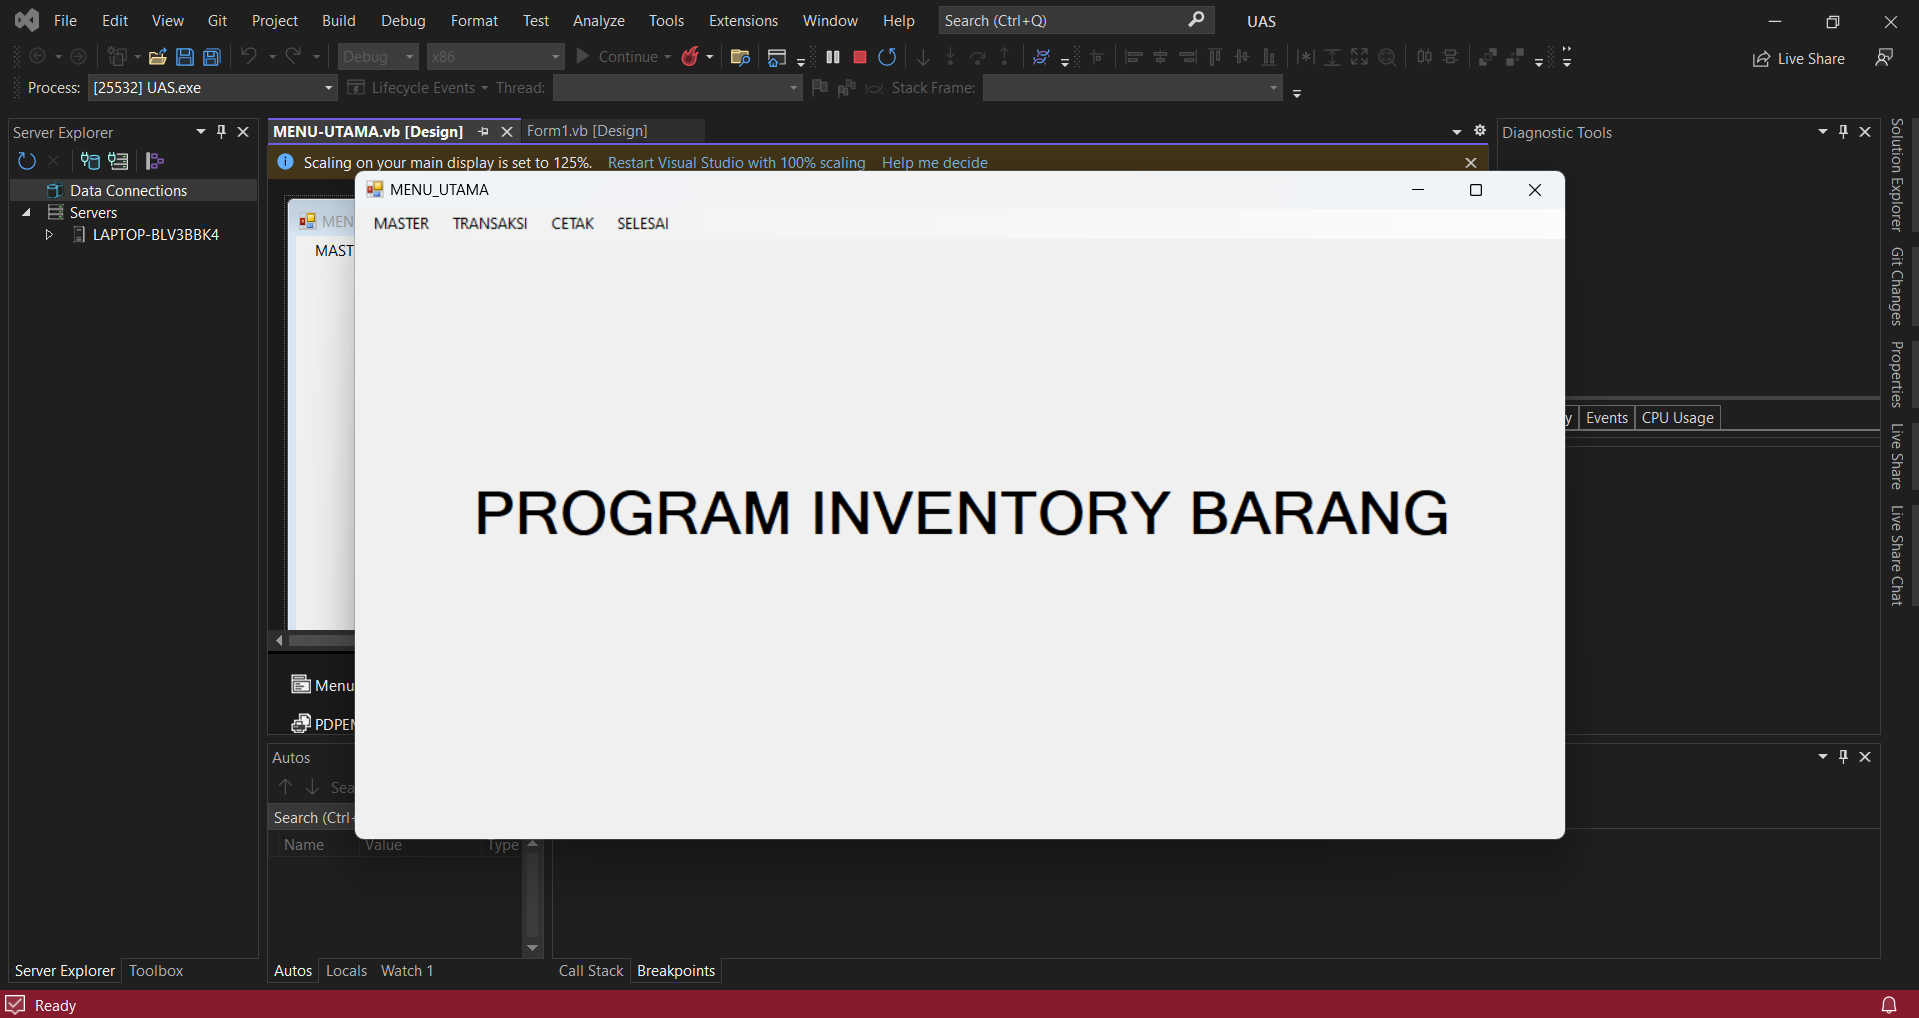 File Edit View Git Project Build Debug Format Test Analyze Tools Extensions Window Help Search (Ctrl+Q) UAS
Debug x86 Continue Live Share
Process: [25532] UAS.exe Lifecycle Events Thread: Stack Frame:
Server Explorer
Data Connections
Servers
LAPTOP-BLV3BBK4
MENU-UTAMA.vb [Design] Form1.vb [Design]
Scaling on your main display is set to 125%. Restart Visual Studio with 100% scaling Help me decide
MEN
MAST
MENU_UTAMA
MASTER TRANSAKSI CETAK SELESAI
PROGRAM INVENTORY BARANG
Menu
PDPEM
Diagnostic Tools
y Events CPU Usage
Solution Explorer
Git Changes
Properties
Live Share
Live Share Chat
Autos
Sea
Search (Ctrl+
Name Value Type
Server Explorer Toolbox
Autos Locals Watch 1
Call Stack Breakpoints
Ready